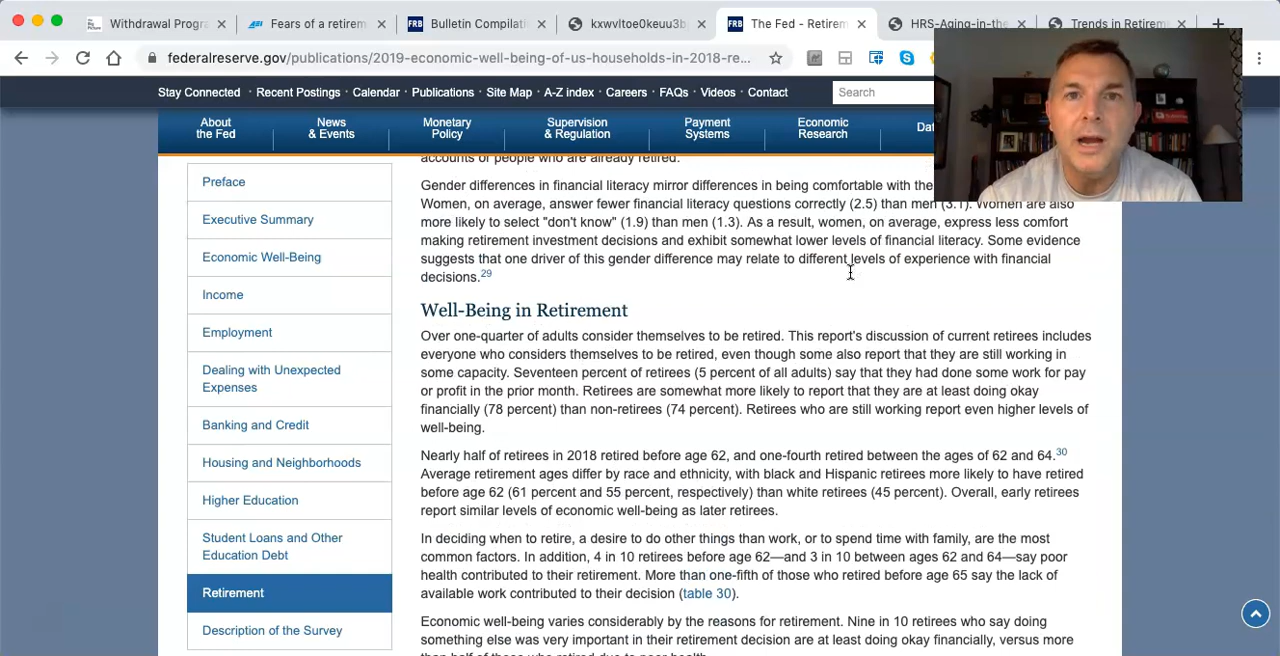 Withdrawal Progra
Fears of a retirem
Bulletin Compilati
kxwvltoe0keuu3b
The Fed - Retirem
HRS-Aging-in-the
Trends in Retirem
federalreserve.gov/publications/2019-economic-well-being-of-us-households-in-2018-re...
Stay Connected · Recent Postings · Calendar · Publications · Site Map · A-Z index · Careers · FAQs · Videos · Contact
Search
About the Fed
News & Events
Monetary Policy
Supervision & Regulation
Payment Systems
Economic Research
Preface
Executive Summary
Economic Well-Being
Income
Employment
Dealing with Unexpected
Expenses
Banking and Credit
Housing and Neighborhoods
Higher Education
Student Loans and Other
Education Debt
Retirement
Description of the Survey
accounts or people who are already retired.
Gender differences in financial literacy mirror differences in being comfortable with the
Women, on average, answer fewer financial literacy questions correctly (2.5) than men (3.1). Women are also
more likely to select "don't know" (1.9) than men (1.3). As a result, women, on average, express less comfort
making retirement investment decisions and exhibit somewhat lower levels of financial literacy. Some evidence
suggests that one driver of this gender difference may relate to different levels of experience with financial
decisions.29
Well-Being in Retirement
Over one-quarter of adults consider themselves to be retired. This report's discussion of current retirees includes
everyone who considers themselves to be retired, even though some also report that they are still working in
some capacity. Seventeen percent of retirees (5 percent of all adults) say that they had done some work for pay
or profit in the prior month. Retirees are somewhat more likely to report that they are at least doing okay
financially (78 percent) than non-retirees (74 percent). Retirees who are still working report even higher levels of
well-being.
Nearly half of retirees in 2018 retired before age 62, and one-fourth retired between the ages of 62 and 64.30
Average retirement ages differ by race and ethnicity, with black and Hispanic retirees more likely to have retired
before age 62 (61 percent and 55 percent, respectively) than white retirees (45 percent). Overall, early retirees
report similar levels of economic well-being as later retirees.
In deciding when to retire, a desire to do other things than work, or to spend time with family, are the most
common factors. In addition, 4 in 10 retirees before age 62—and 3 in 10 between ages 62 and 64—say poor
health contributed to their retirement. More than one-fifth of those who retired before age 65 say the lack of
available work contributed to their decision (table 30).
Economic well-being varies considerably by the reasons for retirement. Nine in 10 retirees who say doing
something else was very important in their retirement decision are at least doing okay financially, versus more
than half of those who retired due to poor health.